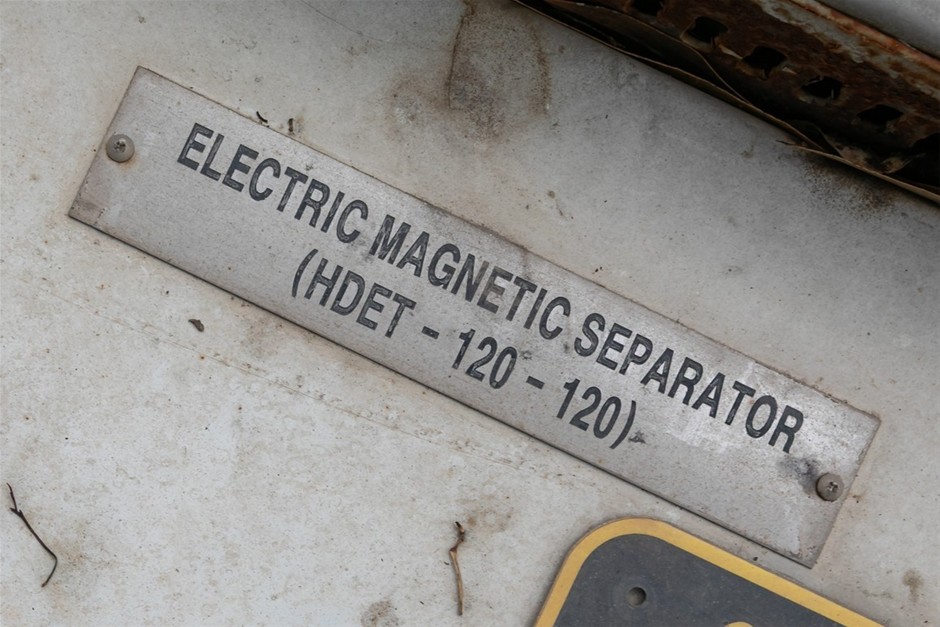 ELECTRIC MAGNETIC SEPARATOR
(HDET - 120 - 120)